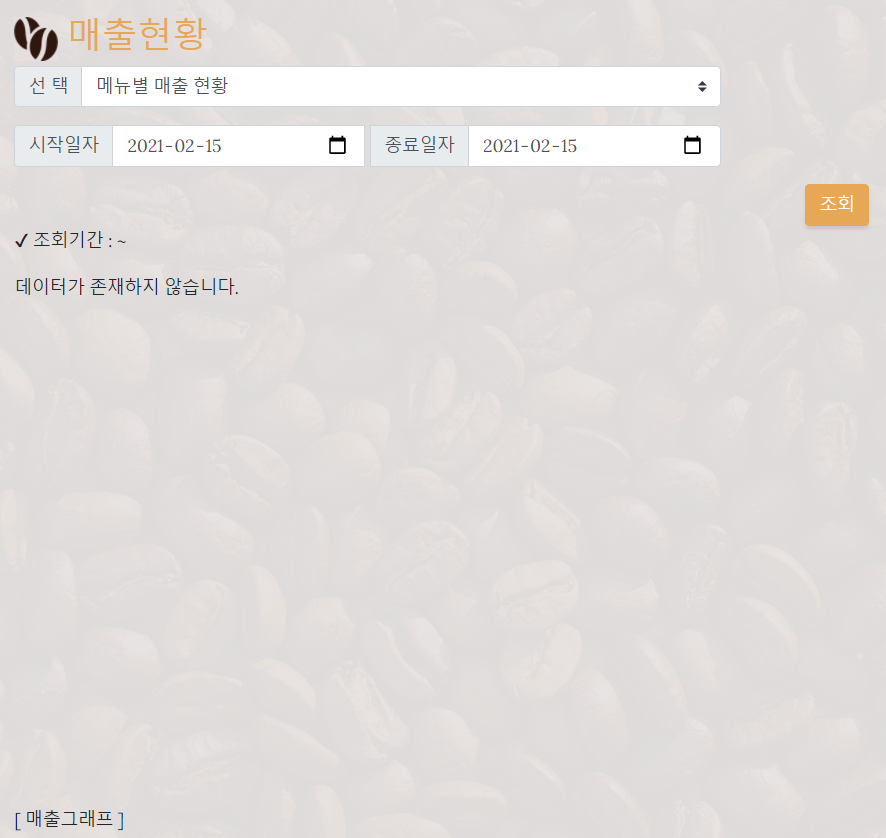 매출현황
선 택 메뉴별 매출 현황
시작일자 2021-02-15 종료일자 2021-02-15
조회
✓ 조회기간 : ~
데이터가 존재하지 않습니다.
[ 매출그래프 ]